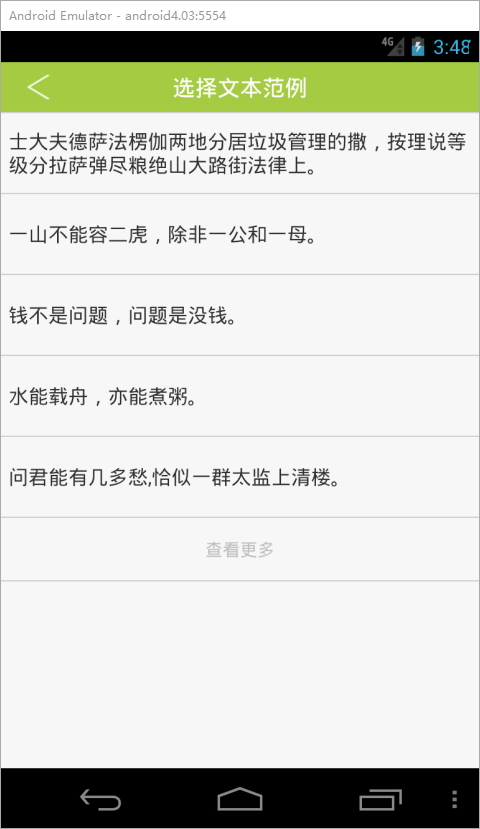 Android Emulator - android4.03:5554
4G
3:48
选择文本范例
士大夫德萨法楞伽两地分居垃圾管理的撒，按理说等
级分拉萨弹尽粮绝山大路街法律上。
一山不能容二虎，除非一公和一母。
钱不是问题，问题是没钱。
水能载舟，亦能煮粥。
问君能有几多愁,恰似一群太监上清楼。
查看更多